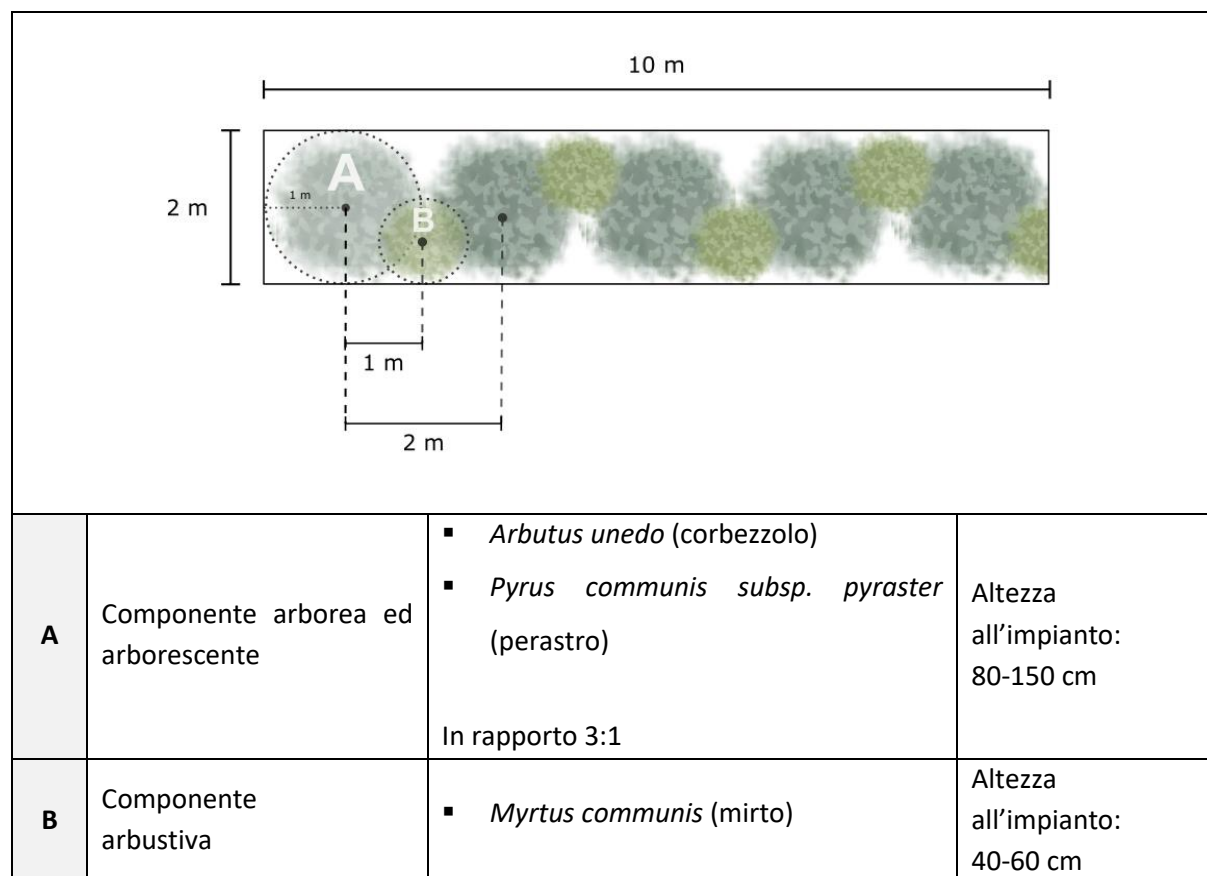 10 m
2 m
A
1 m
B
1 m
2 m
A
Componente arborea ed
arborescente
▪ Arbutus unedo (corbezzolo)
▪ Pyrus communis subsp. pyraster
(perastro)
In rapporto 3:1
Altezza
all’impianto:
80-150 cm
B
Componente
arbustiva
▪ Myrtus communis (mirto)
Altezza
all’impianto:
40-60 cm